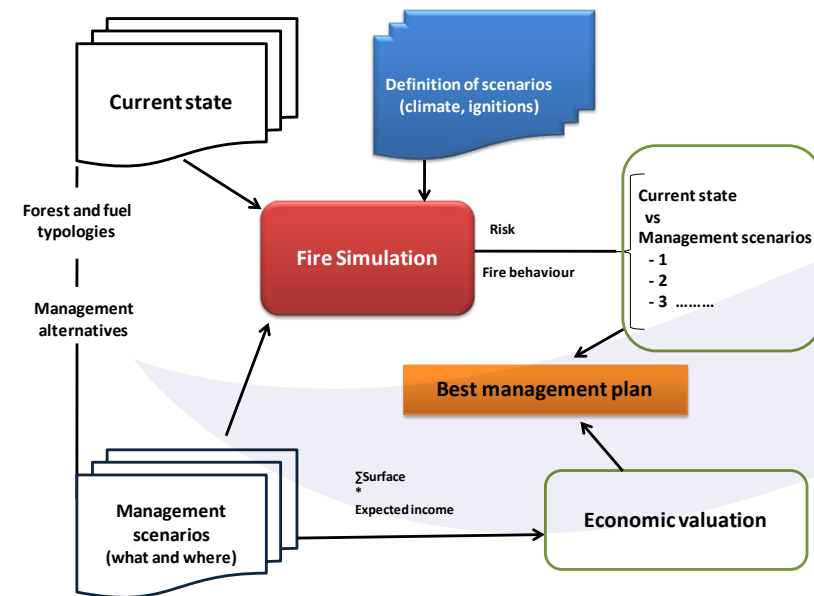 Current state
Definition of scenarios
(climate, ignitions)
Forest and fuel
typologies
Management
alternatives
Fire Simulation
Risk
Fire behaviour
Current state
vs
Management scenarios
- 1
- 2
- 3 .........
Best management plan
Management
scenarios
(what and where)
∑Surface
*
Expected income
Economic valuation